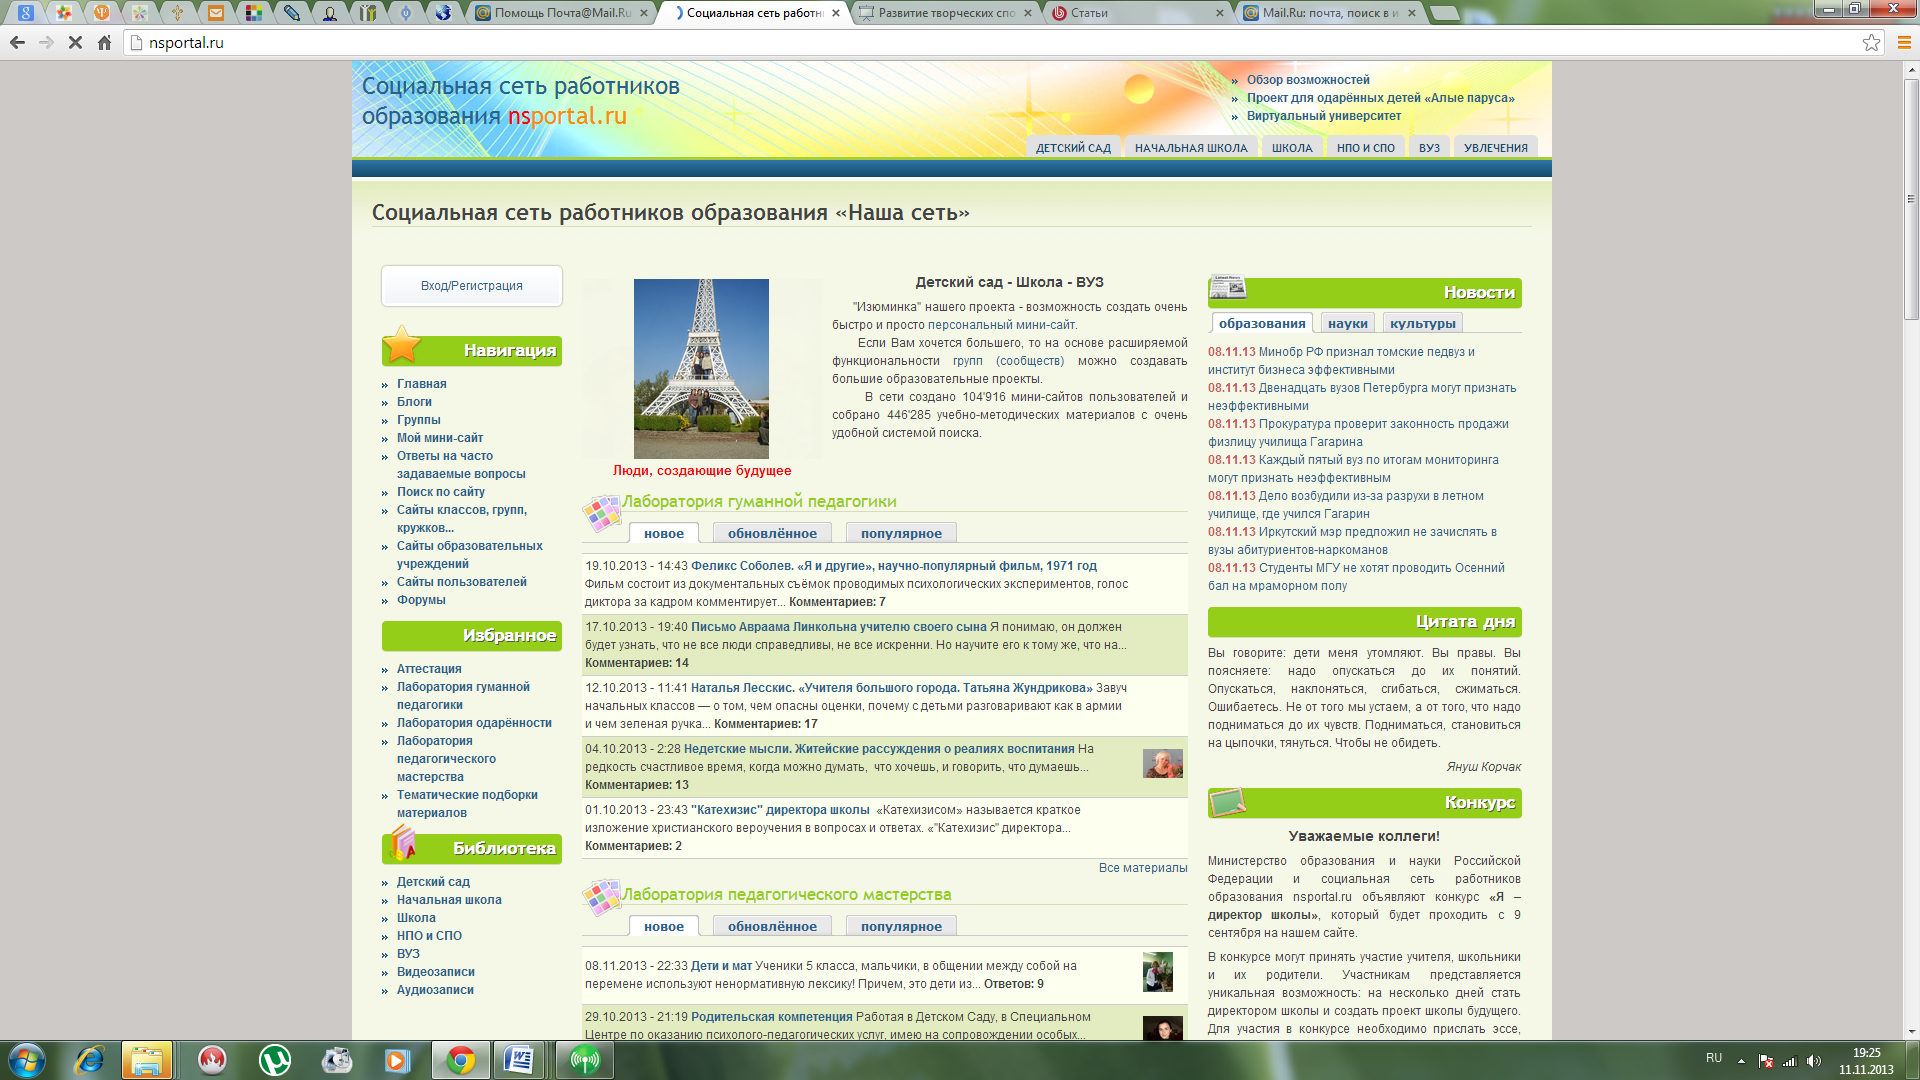 Помощь Почта@Mail.Ru
Социальная сеть работн
Развитие творческих спо
Статьи
Mail.Ru: почта, поиск в и
nsportal.ru
Социальная сеть работников
образования nsportal.ru
» Обзор возможностей
» Проект для одарённых детей «Алые паруса»
» Виртуальный университет
ДЕТСКИЙ САД
НАЧАЛЬНАЯ ШКОЛА
ШКОЛА
НПО И СПО
ВУЗ
УВЛЕЧЕНИЯ
Социальная сеть работников образования «Наша сеть»
Вход/Регистрация
Навигация
» Главная
» Блоги
» Группы
» Мой мини-сайт
» Ответы на часто
задаваемые вопросы
» Поиск по сайту
» Сайты классов, групп,
кружков...
» Сайты образовательных
учреждений
» Сайты пользователей
» Форумы
Избранное
» Аттестация
» Лаборатория гуманной
педагогики
» Лаборатория одарённости
» Лаборатория
педагогического
мастерства
» Тематические подборки
материалов
Библиотека
» Детский сад
» Начальная школа
» Школа
» НПО и СПО
» ВУЗ
» Видеозаписи
» Аудиозаписи
Люди, создающие будущее
Детский сад - Школа - ВУЗ
"Изюминка" нашего проекта - возможность создать очень
быстро и просто персональный мини-сайт.
Если Вам хочется большего, то на основе расширяемой
функциональности групп (сообществ) можно создавать
большие образовательные проекты.
В сети создано 104'916 мини-сайтов пользователей и
собрано 446'285 учебно-методических материалов с очень
удобной системой поиска.
Лаборатория гуманной педагогики
новое обновлённое популярное
19.10.2013 - 14:43 Феликс Соболев. «Я и другие», научно-популярный фильм, 1971 год
Фильм состоит из документальных съёмок проводимых психологических экспериментов, голос
диктора за кадром комментирует... Комментариев: 7
17.10.2013 - 19:40 Письмо Авраама Линкольна учителю своего сына Я понимаю, он должен
будет узнать, что не все люди справедливы, не все искренни. Но научите его к тому же, что на...
Комментариев: 14
12.10.2013 - 11:41 Наталья Лесскис. «Учителя большого города. Татьяна Жундрикова» Завуч
начальных классов — о том, чем опасны оценки, почему с детьми разговаривают как в армии
и чем зеленая ручка... Комментариев: 17
04.10.2013 - 2:28 Недетские мысли. Житейские рассуждения о реалиях воспитания На
редкость счастливое время, когда можно думать, что хочешь, и говорить, что думаешь...
Комментариев: 13
01.10.2013 - 23:43 "Катехизис" директора школы «Катехизисом» называется краткое
изложение христианского вероучения в вопросах и ответах. «"Катехизис" директора...
Комментариев: 2
Все материалы
Лаборатория педагогического мастерства
новое обновлённое популярное
08.11.2013 - 22:33 Дети и мат Ученики 5 класса, мальчики, в общении между собой на
перемене используют ненормативную лексику! Причем, это дети из... Ответов: 9
29.10.2013 - 21:19 Родительская компетенция Работая в Детском Саду, в Специальном
Центре по оказанию психолого-педагогических услуг, имею на сопровождении особых...
Новости
образования науки культуры
08.11.13 Минобр РФ признал томские педвуз и
институт бизнеса эффективными
08.11.13 Двенадцать вузов Петербурга могут признать
неэффективными
08.11.13 Прокуратура проверит законность продажи
физлицу училища Гагарина
08.11.13 Каждый пятый вуз по итогам мониторинга
могут признать неэффективным
08.11.13 Дело возбудили из-за разрухи в летном
училище, где учился Гагарин
08.11.13 Иркутский мэр предложил не зачислять в
вузы абитуриентов-наркоманов
08.11.13 Студенты МГУ не хотят проводить Осенний
бал на мраморном полу
Цитата дня
Вы говорите: дети меня утомляют. Вы правы. Вы
поясняете: надо опускаться до их понятий.
Опускаться, наклоняться, сгибаться, сжиматься.
Ошибаетесь. Не от того мы устаем, а от того, что надо
подниматься до их чувств. Подниматься, становиться
на цыпочки, тянуться. Чтобы не обидеть.
Януш Корчак
Конкурс
Уважаемые коллеги!
Министерство образования и науки Российской
Федерации и социальная сеть работников
образования nsportal.ru объявляют конкурс «Я –
директор школы», который будет проходить с 9
сентября на нашем сайте.
В конкурсе могут принять участие учителя, школьники
и их родители. Участникам представляется
уникальная возможность: на несколько дней стать
директором школы и создать проект школы будущего.
Для участия в конкурсе необходимо прислать эссе,
RU
19:25
11.11.2013